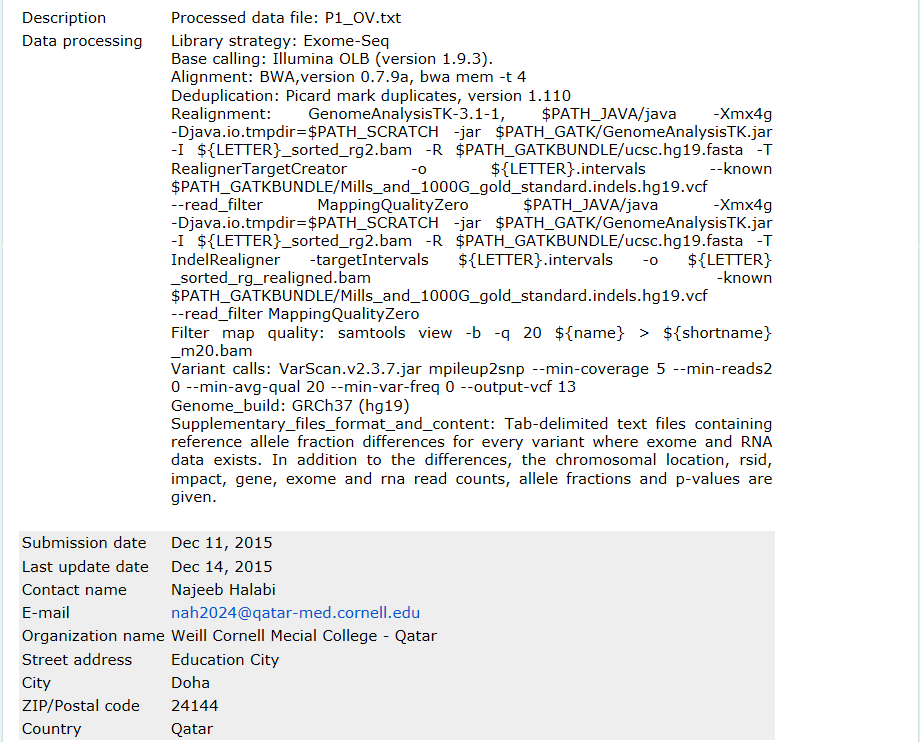 Description Processed data file: P1_OV.txt
Data processing Library strategy: Exome-Seq
Base calling: Illumina OLB (version 1.9.3).
Alignment: BWA,version 0.7.9a, bwa mem -t 4
Deduplication: Picard mark duplicates, version 1.110
Realignment: GenomeAnalysisTK-3.1-1, $PATH_JAVA/java -Xmx4g
-Djava.io.tmpdir=$PATH_SCRATCH -jar $PATH_GATK/GenomeAnalysisTK.jar
-I ${LETTER}_sorted_rg2.bam -R $PATH_GATKBUNDLE/ucsc.hg19.fasta -T
RealignerTargetCreator -o ${LETTER}.intervals --known
$PATH_GATKBUNDLE/Mills_and_1000G_gold_standard.indels.hg19.vcf
--read_filter MappingQualityZero $PATH_JAVA/java -Xmx4g
-Djava.io.tmpdir=$PATH_SCRATCH -jar $PATH_GATK/GenomeAnalysisTK.jar
-I ${LETTER}_sorted_rg2.bam -R $PATH_GATKBUNDLE/ucsc.hg19.fasta -T
IndelRealigner -targetIntervals ${LETTER}.intervals -o ${LETTER}
_sorted_rg_realigned.bam -known
$PATH_GATKBUNDLE/Mills_and_1000G_gold_standard.indels.hg19.vcf
--read_filter MappingQualityZero
Filter map quality: samtools view -b -q 20 ${name} > ${shortname}
_m20.bam
Variant calls: VarScan.v2.3.7.jar mpileup2snp --min-coverage 5 --min-reads2
0 --min-avg-qual 20 --min-var-freq 0 --output-vcf 13
Genome_build: GRCh37 (hg19)
Supplementary_files_format_and_content: Tab-delimited text files containing
reference allele fraction differences for every variant where exome and RNA
data exists. In addition to the differences, the chromosomal location, rsid,
impact, gene, exome and rna read counts, allele fractions and p-values are
given.
Submission date Dec 11, 2015
Last update date Dec 14, 2015
Contact name Najeeb Halabi
E-mail nah2024@qatar-med.cornell.edu
Organization name Weill Cornell Mecial College - Qatar
Street address Education City
City Doha
ZIP/Postal code 24144
Country Qatar